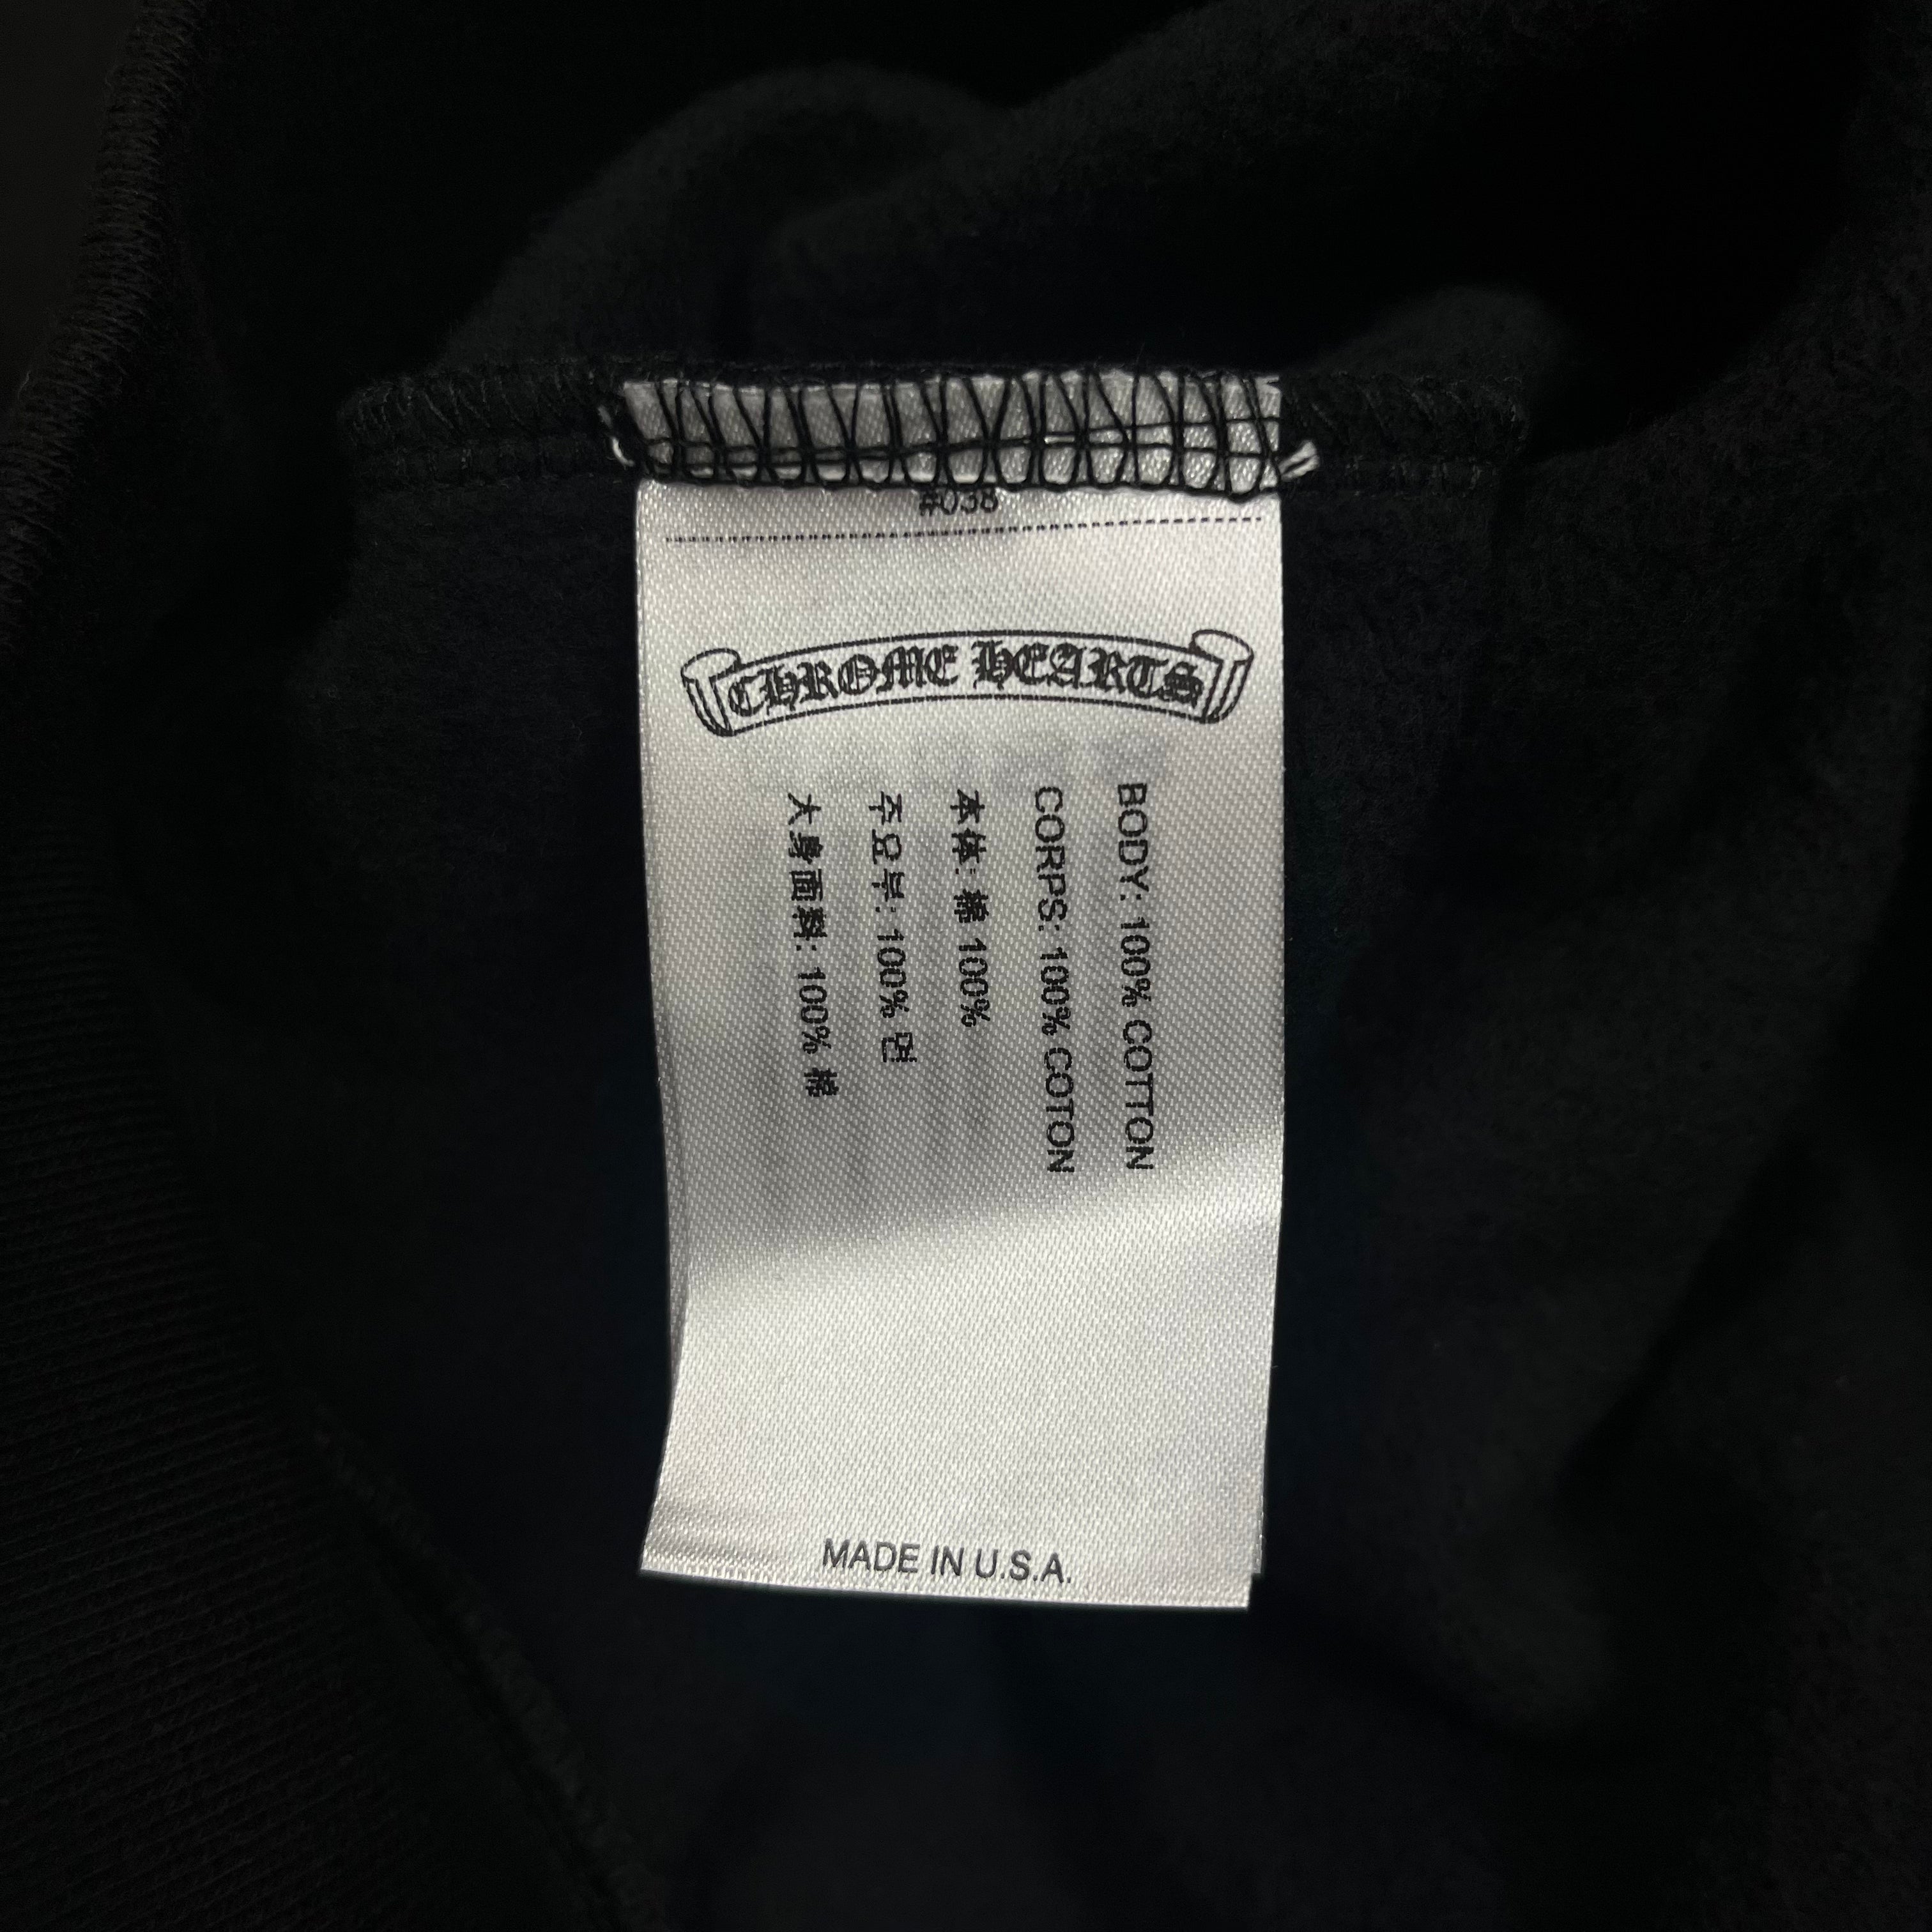 #038
CHROME HEARTS
BODY: 100% COTTON
CORPS: 100% COTON
本体: 綿 100%
주요부: 100% 면
大身面料: 100% 棉
MADE IN U.S.A.